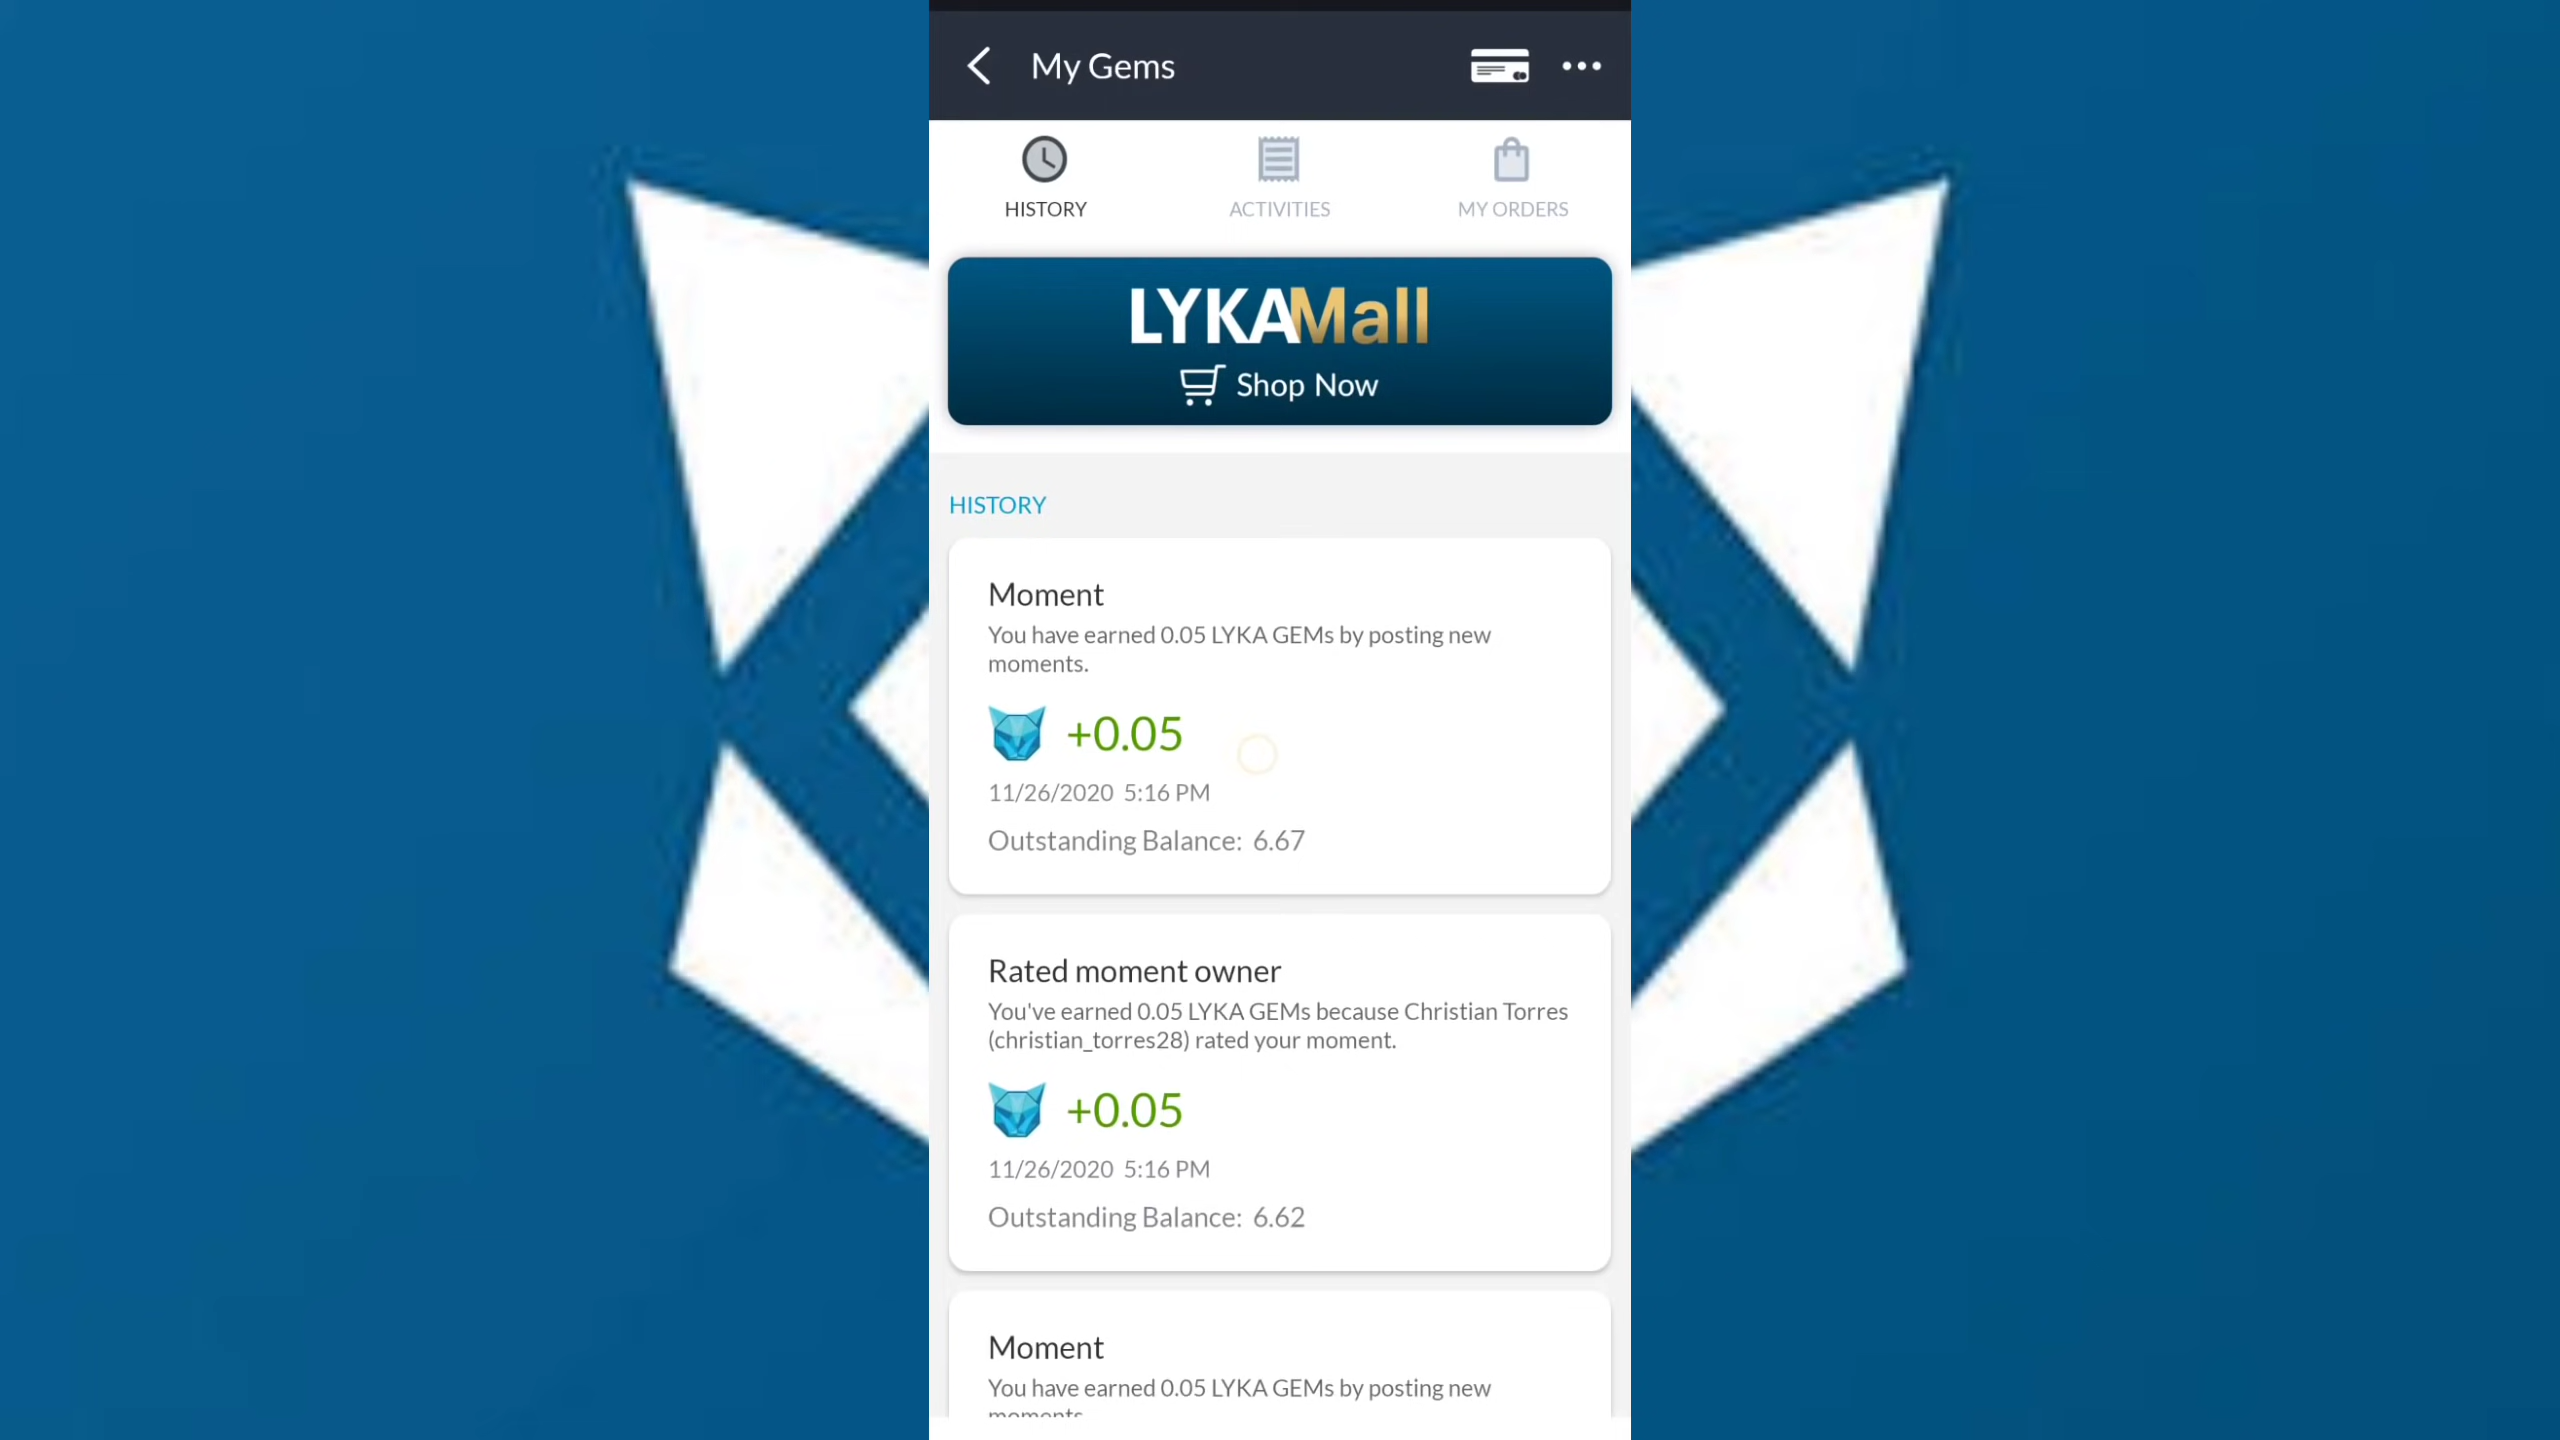 My Gems
HISTORY
ACTIVITIES
MY ORDERS
LYKAMall
Shop Now
HISTORY
Moment
You have earned 0.05 LYKA GEMs by posting new
moments.
+0.05
11/26/2020 5:16 PM
Outstanding Balance: 6.67
Rated moment owner
You've earned 0.05 LYKA GEMs because Christian Torres
(christian_torres28) rated your moment.
+0.05
11/26/2020 5:16 PM
Outstanding Balance: 6.62
Moment
You have earned 0.05 LYKA GEMs by posting new
moments.